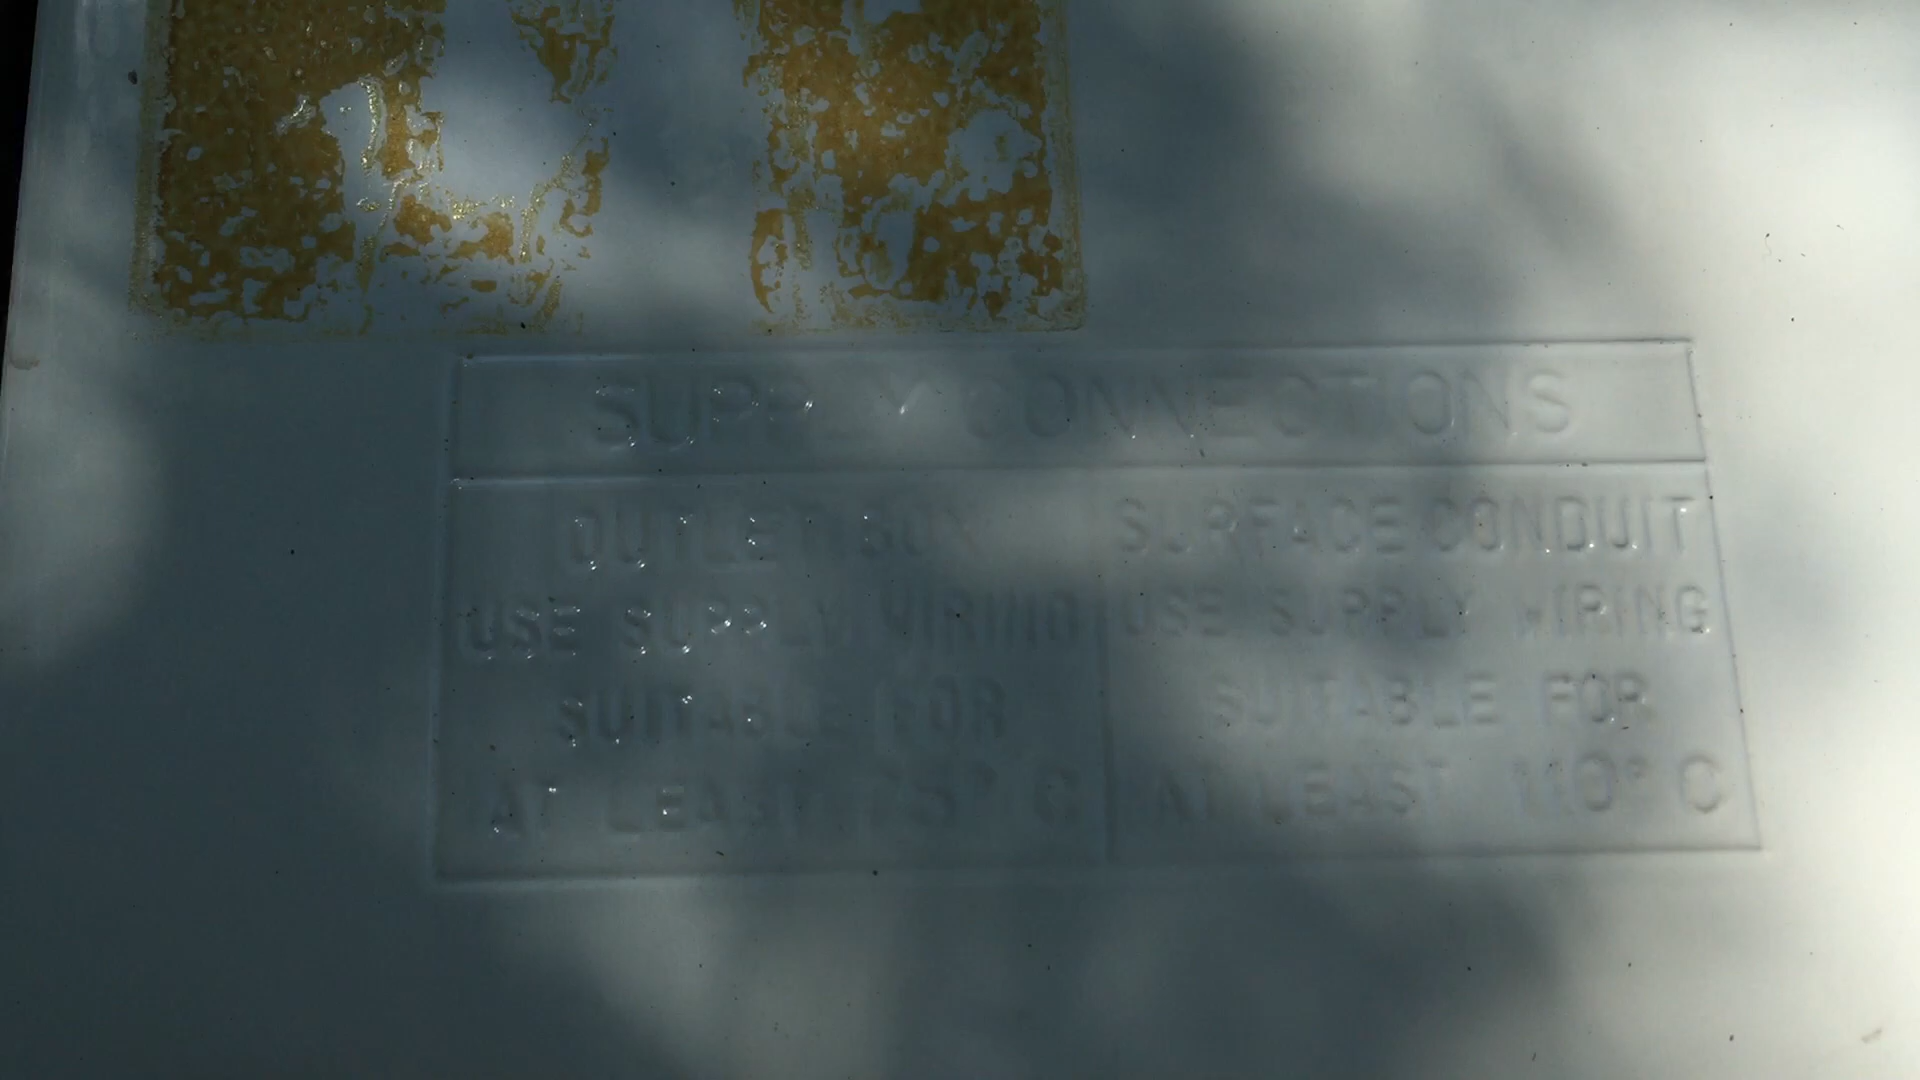 SUPPLY CONNECTIONS
OUTLET BOX
USE SUPPLY WIRING
SUITABLE FOR
AT LEAST 75° C
SURFACE CONDUIT
USE SUPPLY WIRING
SUITABLE FOR
AT LEAST 110° C